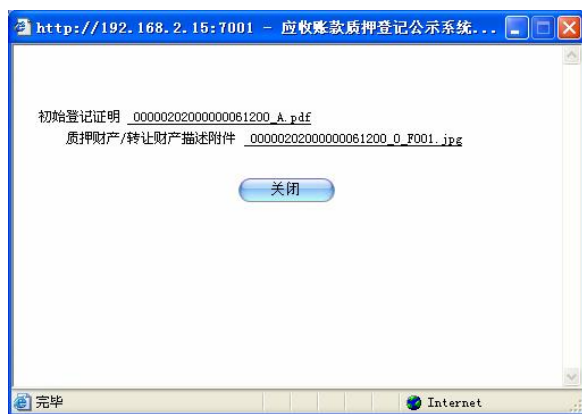 http://192.168.2.15:7001 - 应收账款质押登记公示系统...
初始登记证明 00000202000000061200_A.pdf
质押财产/转让财产描述附件 00000202000000061200_0_F001.jpg
关闭
完毕 Internet